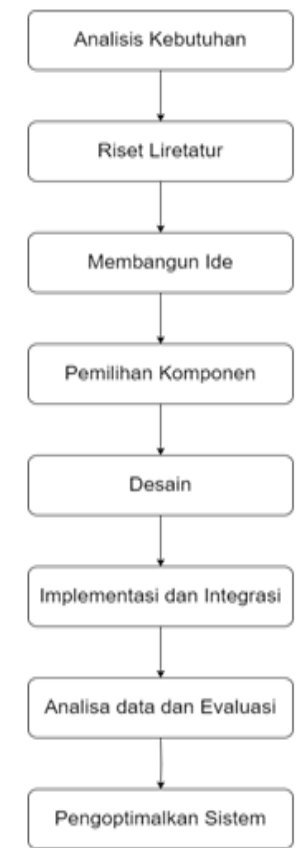 Analisis Kebutuhan
Riset Liretatur
Membangun Ide
Pemilihan Komponen
Desain
Implementasi dan Integrasi
Analisa data dan Evaluasi
Pengoptimalkan Sistem